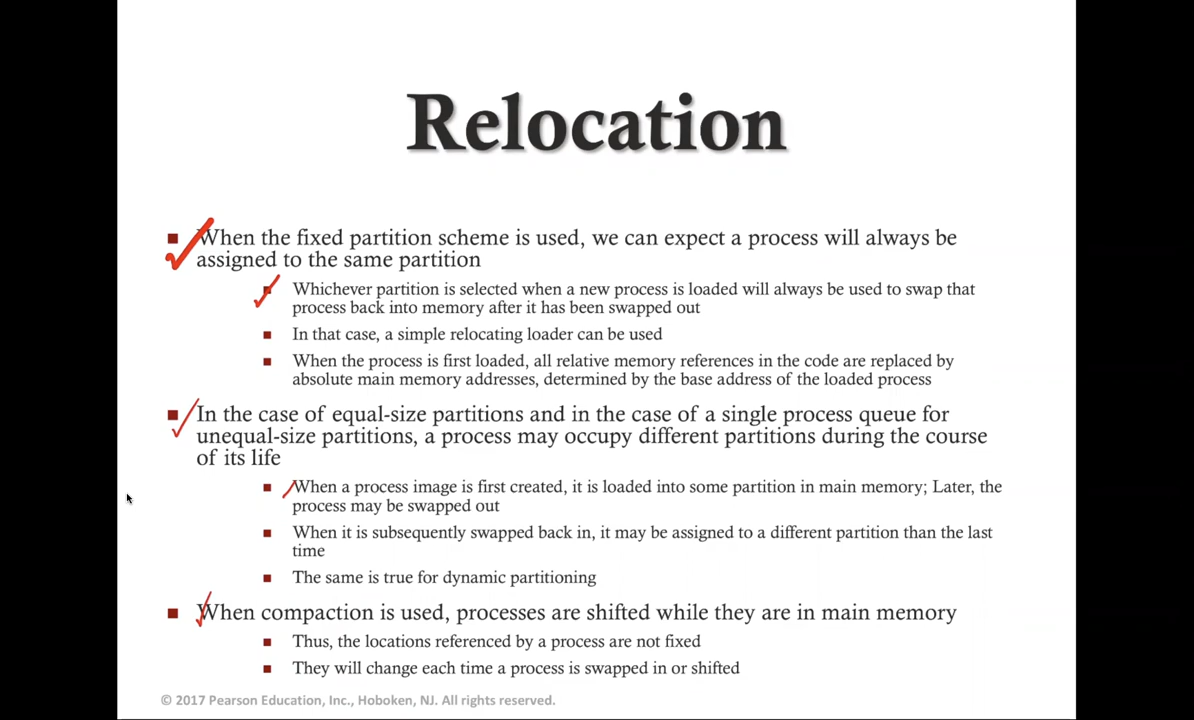 Relocation
When the fixed partition scheme is used, we can expect a process will always be
assigned to the same partition
Whichever partition is selected when a new process is loaded will always be used to swap that
process back into memory after it has been swapped out
In that case, a simple relocating loader can be used
When the process is first loaded, all relative memory references in the code are replaced by
absolute main memory addresses, determined by the base address of the loaded process
In the case of equal-size partitions and in the case of a single process queue for
unequal-size partitions, a process may occupy different partitions during the course
of its life
When a process image is first created, it is loaded into some partition in main memory; Later, the
process may be swapped out
When it is subsequently swapped back in, it may be assigned to a different partition than the last
time
The same is true for dynamic partitioning
When compaction is used, processes are shifted while they are in main memory
Thus, the locations referenced by a process are not fixed
They will change each time a process is swapped in or shifted
© 2017 Pearson Education, Inc., Hoboken, NJ. All rights reserved.